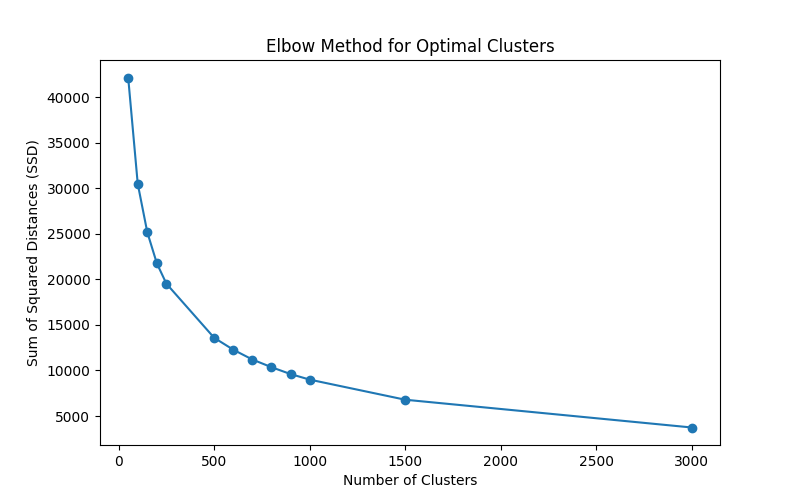 Elbow Method for Optimal Clusters
40000
35000
30000
25000
20000
15000
10000
5000
Sum of Squared Distances (SSD)
0 500 1000 1500 2000 2500 3000
Number of Clusters